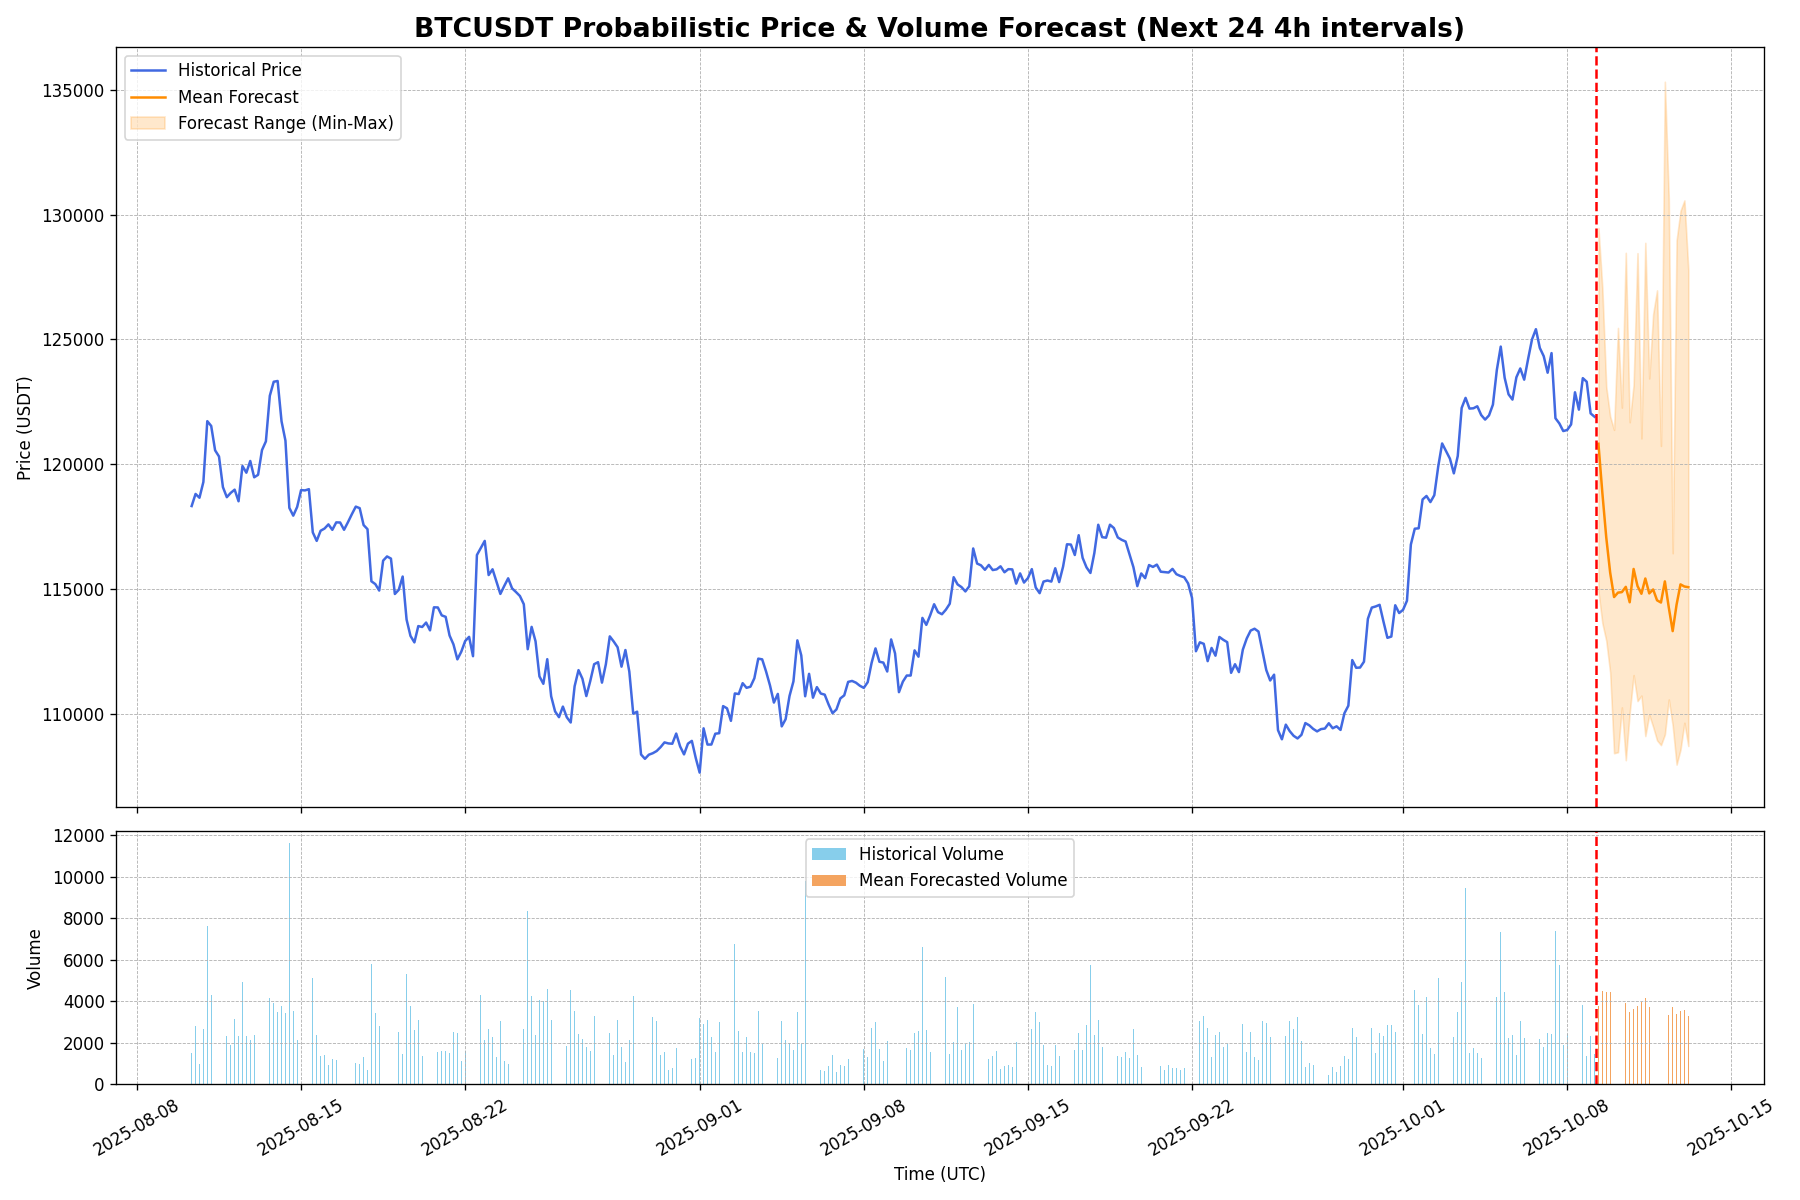 BTCUSDT Probabilistic Price & Volume Forecast (Next 24 4h intervals)
Historical Price
Mean Forecast
Forecast Range (Min-Max)
Price (USDT)
135000
130000
125000
120000
115000
110000
Historical Volume
Mean Forecasted Volume
Volume
12000
10000
8000
6000
4000
2000
0
2025-08-08
2025-08-15
2025-08-22
2025-09-01
2025-09-08
2025-09-15
2025-09-22
2025-10-01
2025-10-08
2025-10-15
Time (UTC)